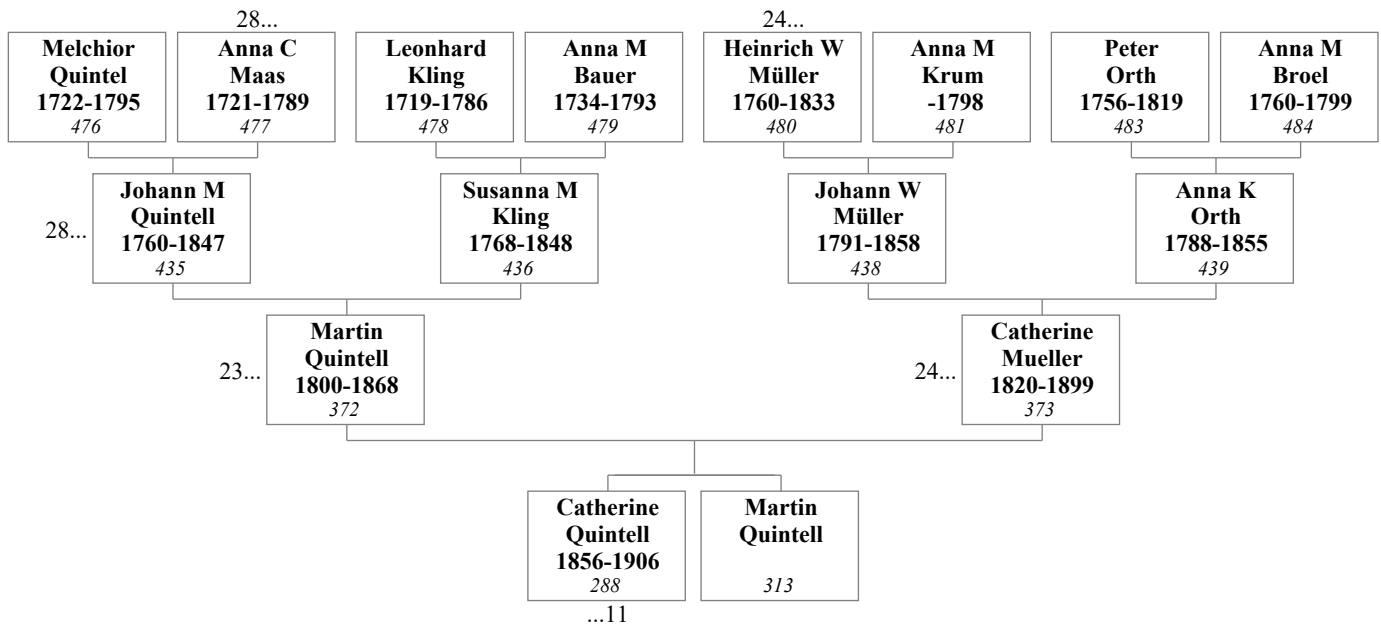 28...
24...
Melchior
Quintel
1722-1795
476
Anna C
Maas
1721-1789
477
Leonhard
Kling
1719-1786
478
Anna M
Bauer
1734-1793
479
Heinrich W
Müller
1760-1833
480
Anna M
Krum
-1798
481
Peter
Orth
1756-1819
483
Anna M
Broel
1760-1799
484
28...
Johann M
Quintell
1760-1847
435
Susanna M
Kling
1768-1848
436
Johann W
Müller
1791-1858
438
Anna K
Orth
1788-1855
439
23...
Martin
Quintell
1800-1868
372
24...
Catherine
Mueller
1820-1899
373
Catherine
Quintell
1856-1906
288
Martin
Quintell
313
...11